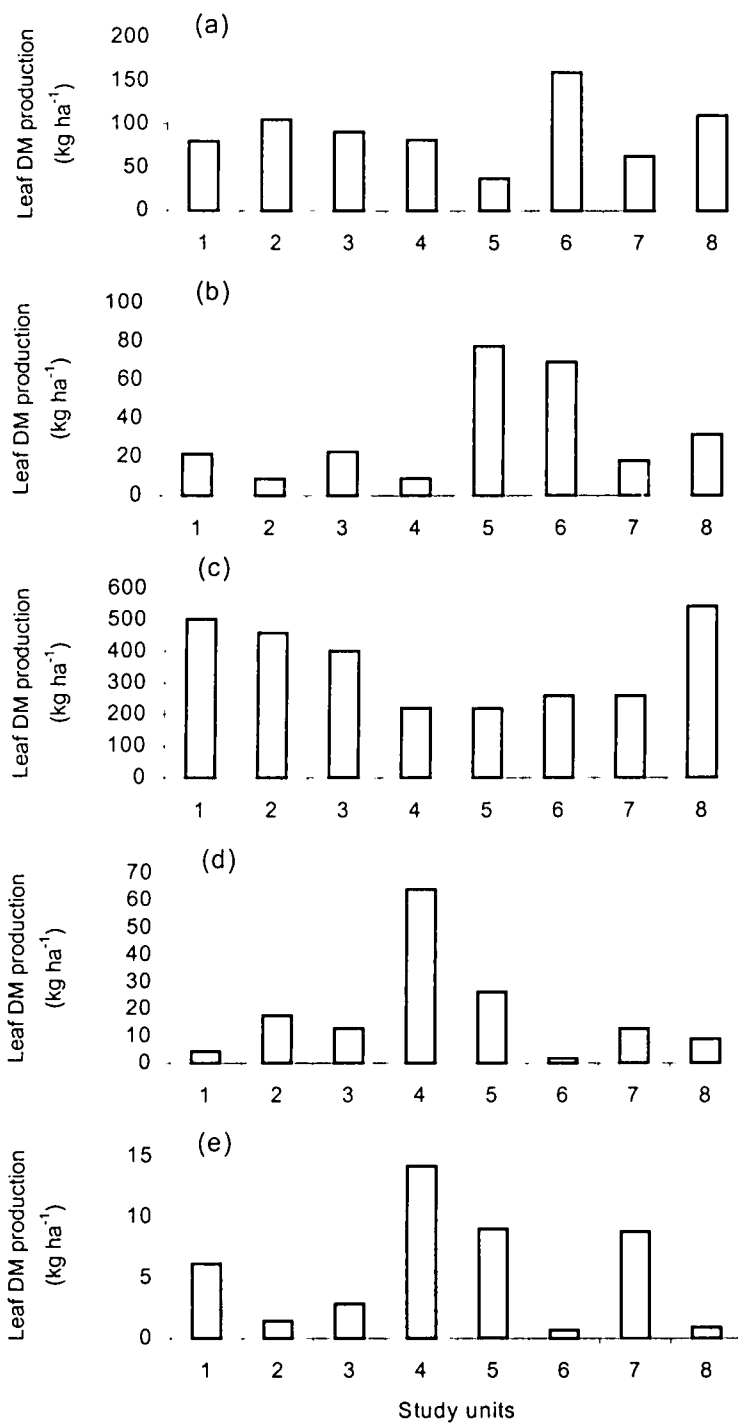 (a)
Leaf DM production
(kg ha⁻¹)
200
150
100
50
0
1 2 3 4 5 6 7 8
(b)
Leaf DM production
(kg ha⁻¹)
100
80
60
40
20
0
1 2 3 4 5 6 7 8
(c)
Leaf DM production
(kg ha⁻¹)
600
500
400
300
200
100
0
1 2 3 4 5 6 7 8
(d)
Leaf DM production
(kg ha⁻¹)
70
60
50
40
30
20
10
0
1 2 3 4 5 6 7 8
(e)
Leaf DM production
(kg ha⁻¹)
15
10
5
0
1 2 3 4 5 6 7 8
Study units